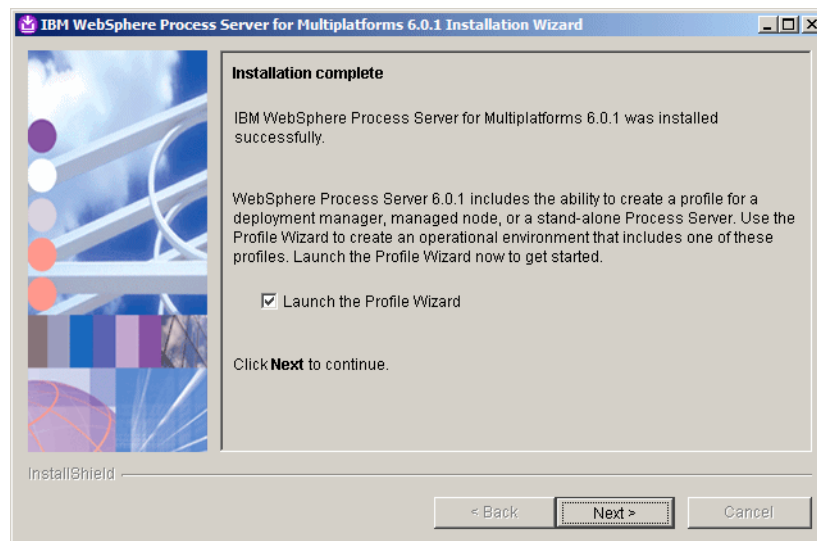 IBM WebSphere Process Server for Multiplatforms 6.0.1 Installation Wizard
Installation complete
IBM WebSphere Process Server for Multiplatforms 6.0.1 was installed
successfully.
WebSphere Process Server 6.0.1 includes the ability to create a profile for a
deployment manager, managed node, or a stand-alone Process Server. Use the
Profile Wizard to create an operational environment that includes one of these
profiles. Launch the Profile Wizard now to get started.
Launch the Profile Wizard
Click Next to continue.
InstallShield
< Back
Next >
Cancel